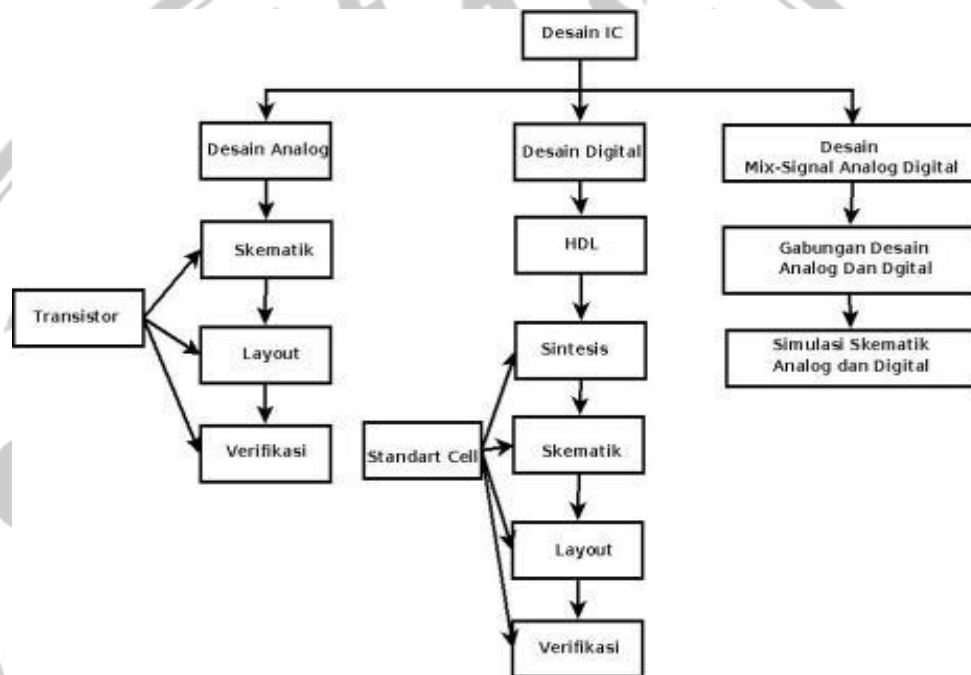 Desain IC
Desain Analog
Desain Digital
Desain
Mix-Signal Analog Digital
Skematik
HDL
Gabungan Desain
Analog Dan Dgital
Transistor
Layout
Sintesis
Simulasi Skematik
Analog dan Digital
Verifikasi
Standart Cell
Skematik
Layout
Verifikasi